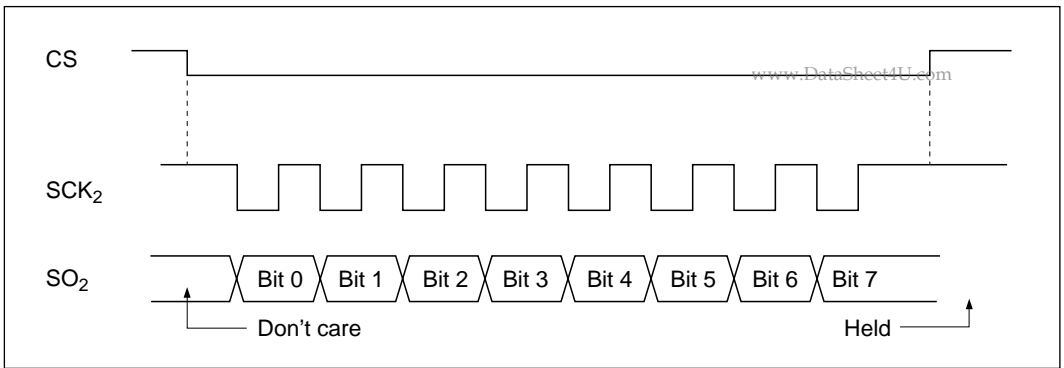 CS
www.DataSheet4U.com
SCK2
SO2
Bit 0 Bit 1 Bit 2 Bit 3 Bit 4 Bit 5 Bit 6 Bit 7
Don't care
Held